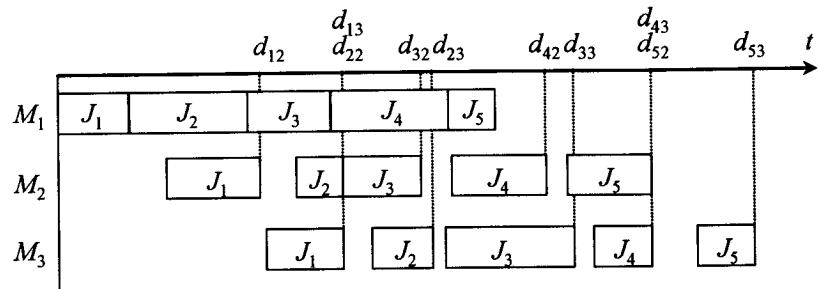 d13 d43
d12 d22 d32 d23 d42 d33 d52 d53 t
M1 J1 J2 J3 J4 J5
M2 J1 J2 J3 J4 J5
M3 J1 J2 J3 J4 J5